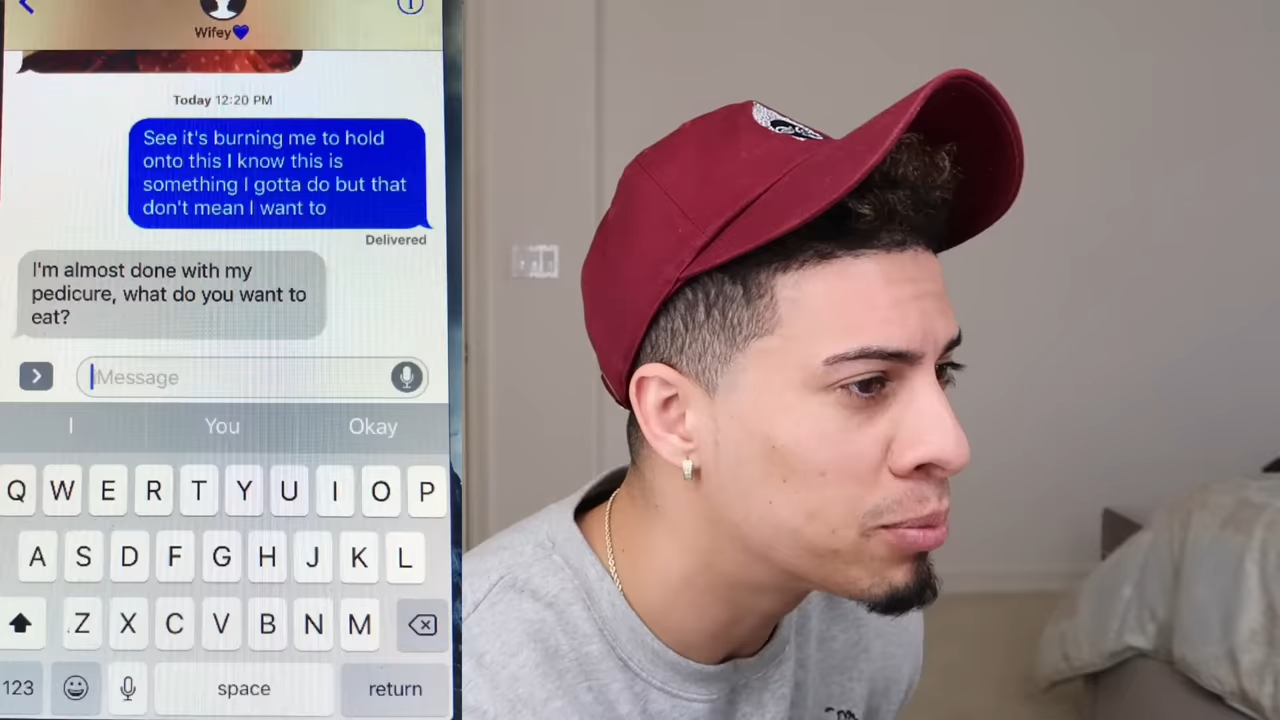 Wifey💙
Today 12:20 PM
See it's burning me to hold
onto this I know this is
something I gotta do but that
don't mean I want to
Delivered
I'm almost done with my
pedicure, what do you want to
eat?
iMessage
I You Okay
Q W E R T Y U I O P
A S D F G H J K L
Z X C V B N M
123 space return